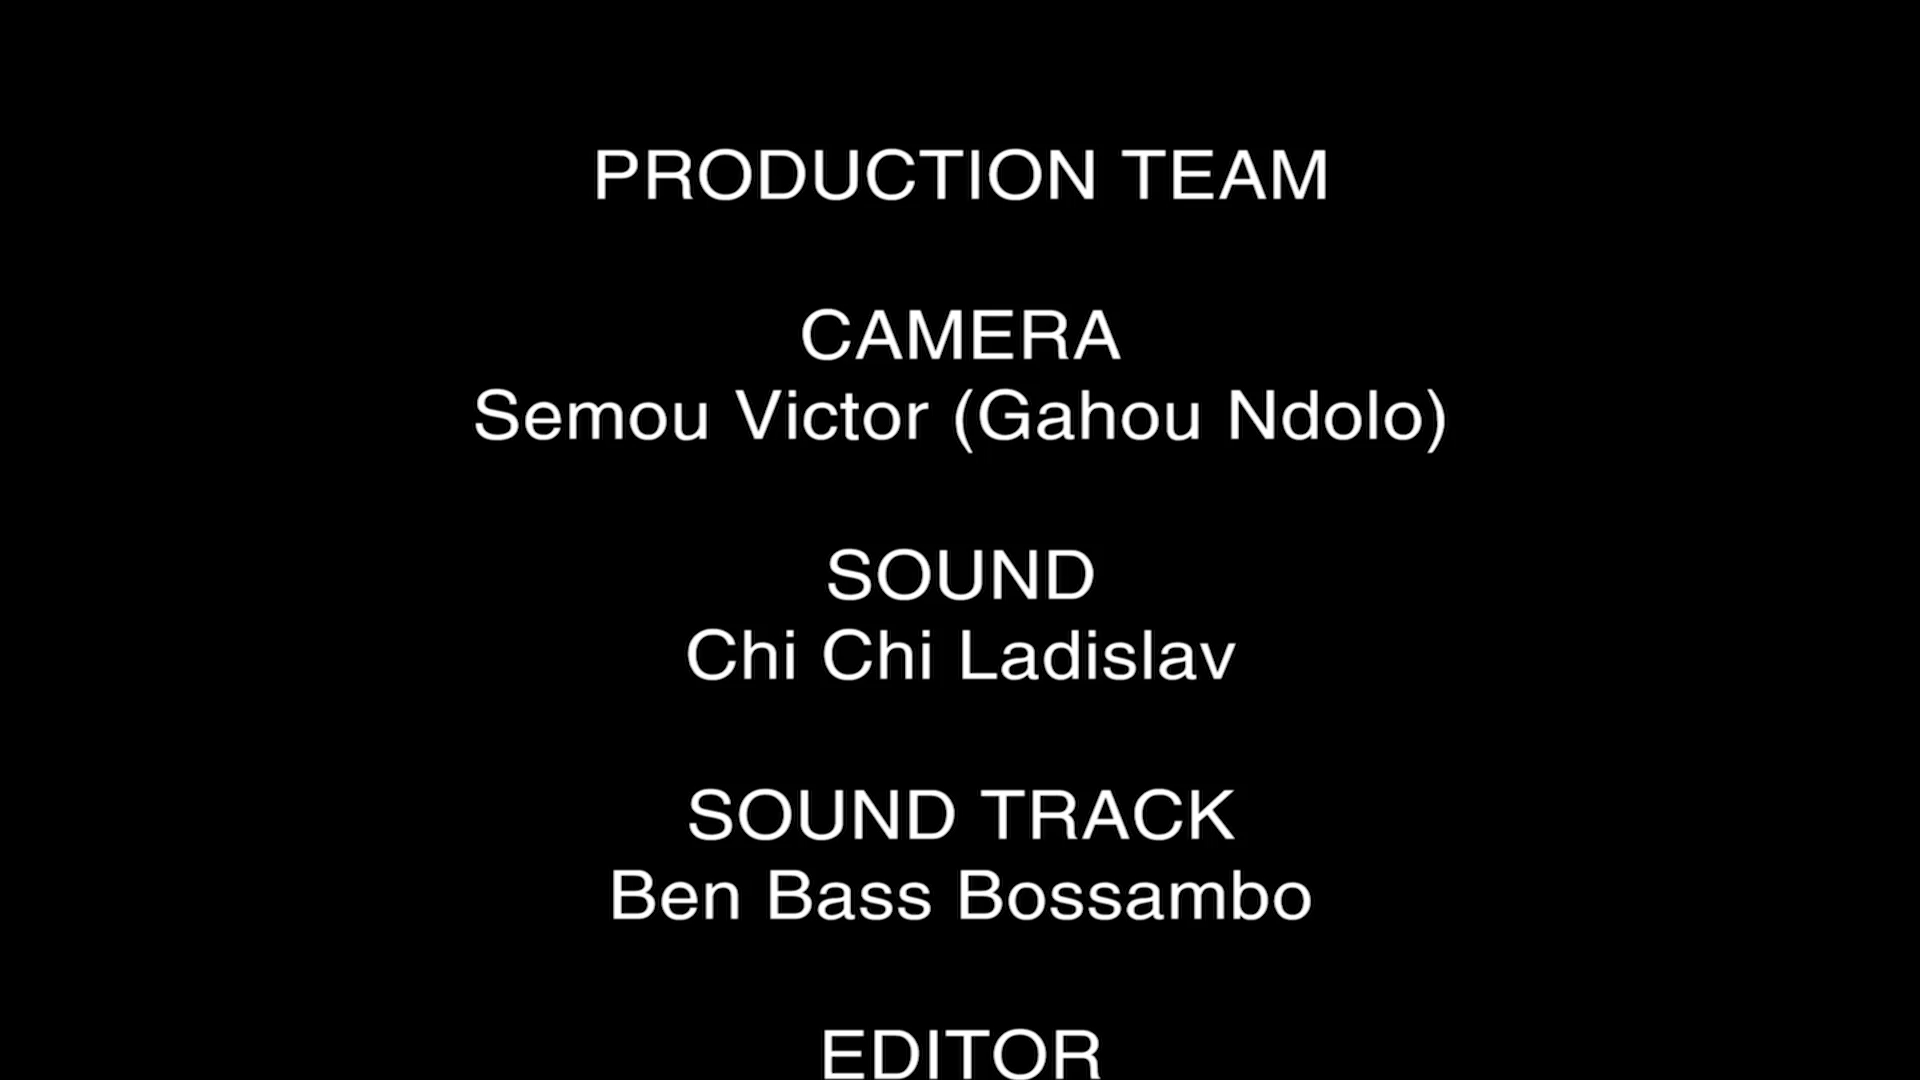 PRODUCTION TEAM
CAMERA
Semou Victor (Gahou Ndolo)
SOUND
Chi Chi Ladislav
SOUND TRACK
Ben Bass Bossambo
EDITOR